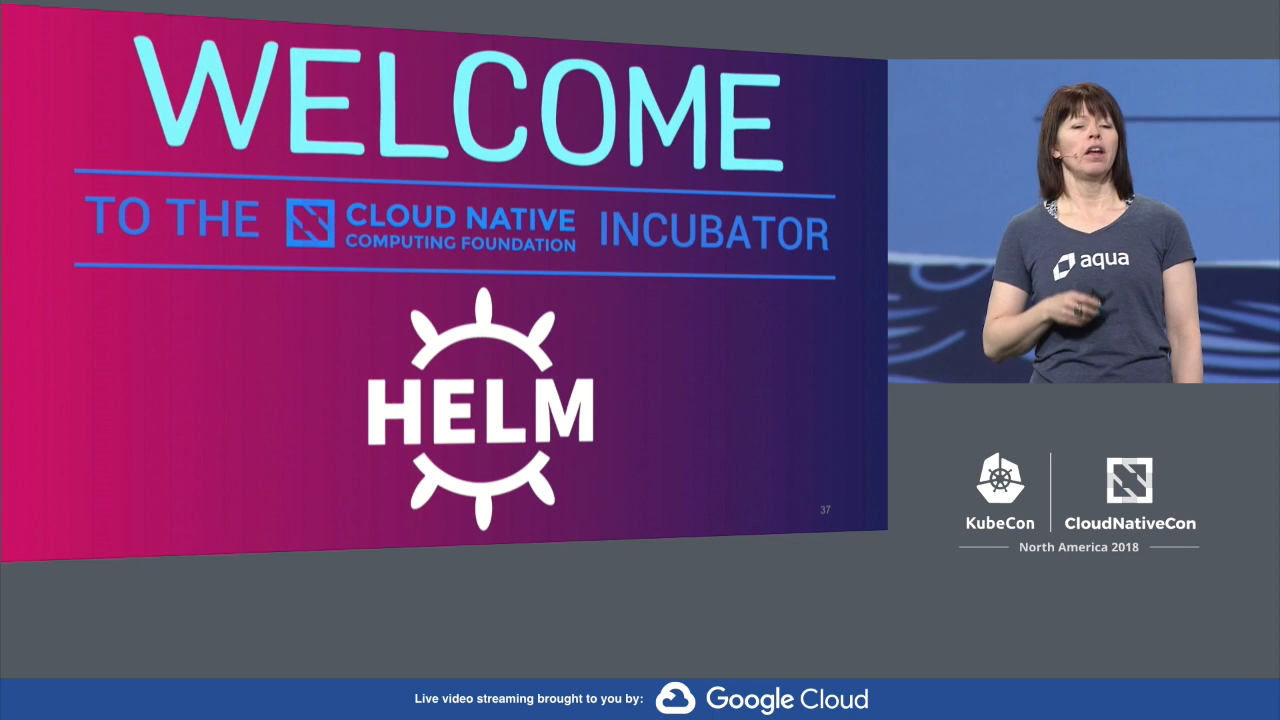 WELCOME
TO THE CLOUD NATIVE COMPUTING FOUNDATION INCUBATOR
HELM
37
aqua
KubeCon
CloudNativeCon
North America 2018
Live video streaming brought to you by: Google Cloud